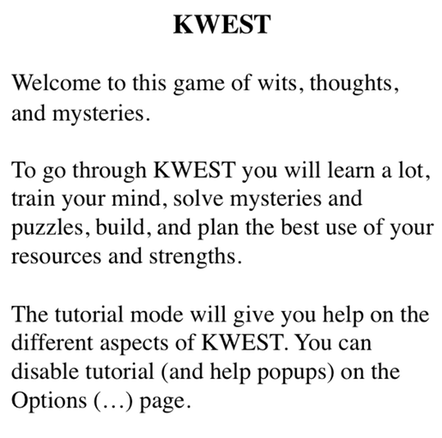 KWEST
Welcome to this game of wits, thoughts,
and mysteries.
To go through KWEST you will learn a lot,
train your mind, solve mysteries and
puzzles, build, and plan the best use of your
resources and strengths.
The tutorial mode will give you help on the
different aspects of KWEST. You can
disable tutorial (and help popups) on the
Options (…) page.